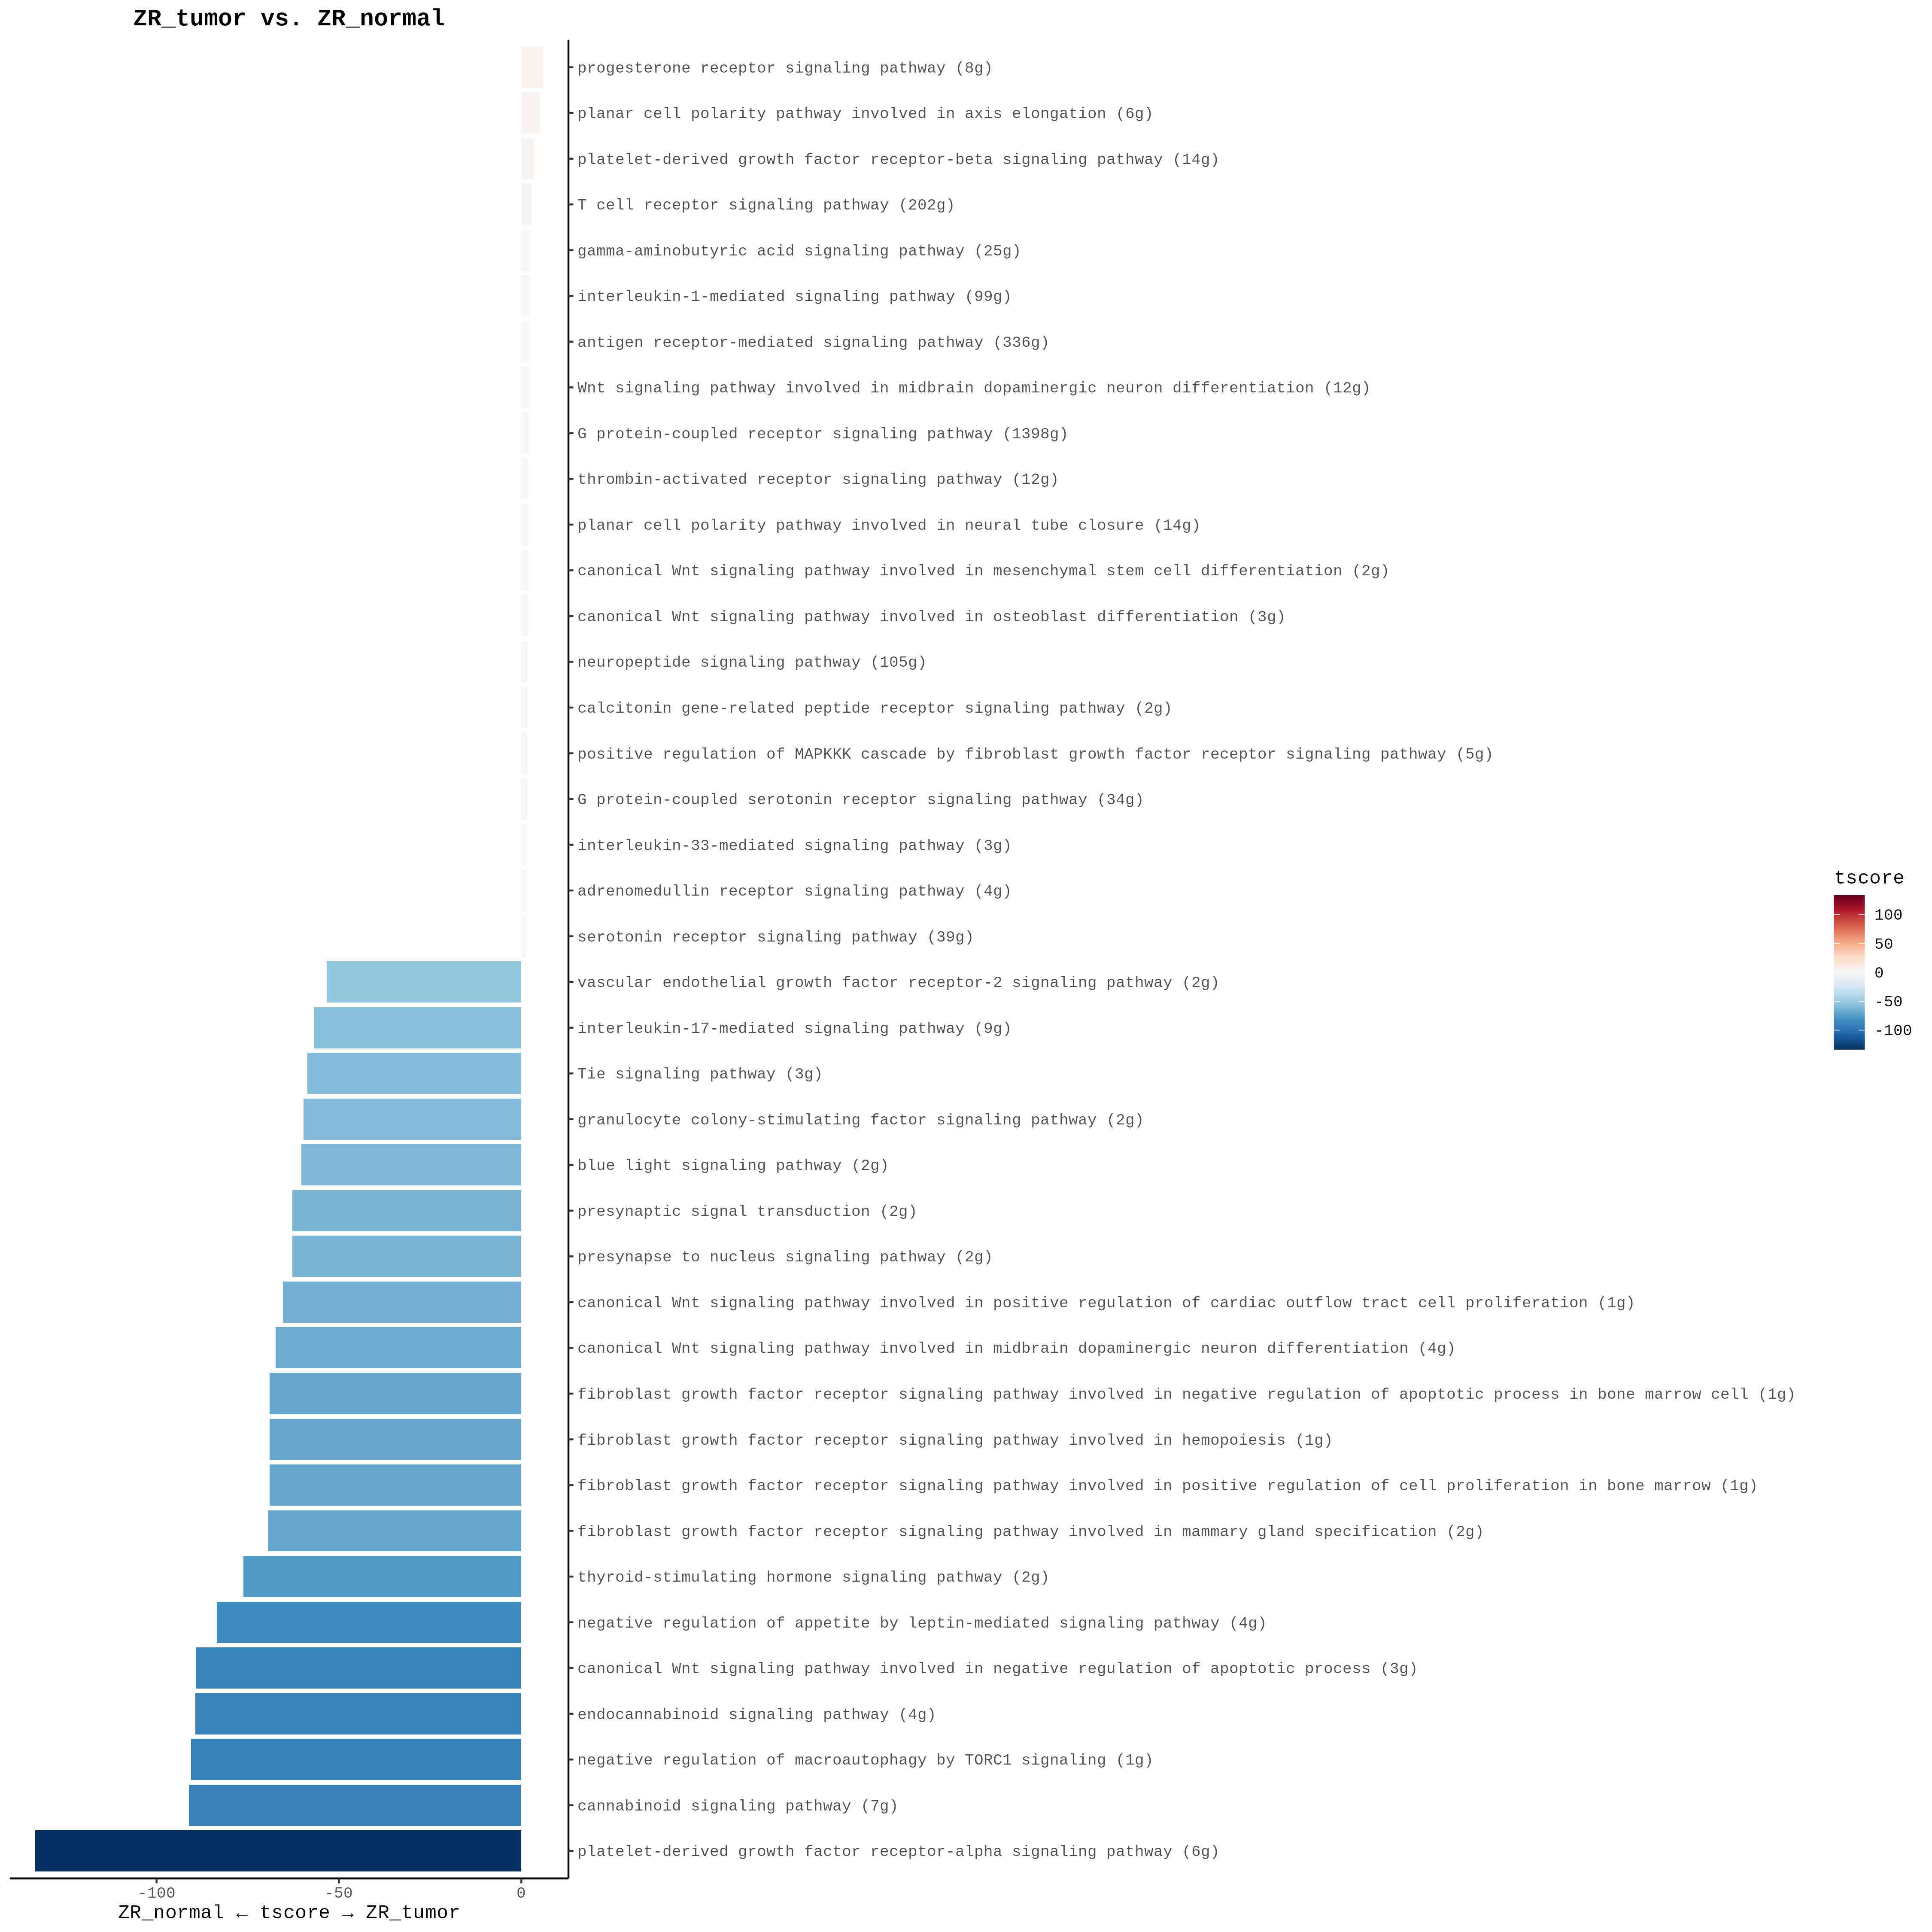 ZR_tumor vs. ZR_normal
progesterone receptor signaling pathway (8g)
planar cell polarity pathway involved in axis elongation (6g)
platelet-derived growth factor receptor-beta signaling pathway (14g)
T cell receptor signaling pathway (202g)
gamma-aminobutyric acid signaling pathway (25g)
interleukin-1-mediated signaling pathway (99g)
antigen receptor-mediated signaling pathway (336g)
Wnt signaling pathway involved in midbrain dopaminergic neuron differentiation (12g)
G protein-coupled receptor signaling pathway (1398g)
thrombin-activated receptor signaling pathway (12g)
planar cell polarity pathway involved in neural tube closure (14g)
canonical Wnt signaling pathway involved in mesenchymal stem cell differentiation (2g)
canonical Wnt signaling pathway involved in osteoblast differentiation (3g)
neuropeptide signaling pathway (105g)
calcitonin gene-related peptide receptor signaling pathway (2g)
positive regulation of MAPKKK cascade by fibroblast growth factor receptor signaling pathway (5g)
G protein-coupled serotonin receptor signaling pathway (34g)
interleukin-33-mediated signaling pathway (3g)
adrenomedullin receptor signaling pathway (4g)
serotonin receptor signaling pathway (39g)
vascular endothelial growth factor receptor-2 signaling pathway (2g)
interleukin-17-mediated signaling pathway (9g)
Tie signaling pathway (3g)
granulocyte colony-stimulating factor signaling pathway (2g)
blue light signaling pathway (2g)
presynaptic signal transduction (2g)
presynapse to nucleus signaling pathway (2g)
canonical Wnt signaling pathway involved in positive regulation of cardiac outflow tract cell proliferation (1g)
canonical Wnt signaling pathway involved in midbrain dopaminergic neuron differentiation (4g)
fibroblast growth factor receptor signaling pathway involved in negative regulation of apoptotic process in bone marrow cell (1g)
fibroblast growth factor receptor signaling pathway involved in hemopoiesis (1g)
fibroblast growth factor receptor signaling pathway involved in positive regulation of cell proliferation in bone marrow (1g)
fibroblast growth factor receptor signaling pathway involved in mammary gland specification (2g)
thyroid-stimulating hormone signaling pathway (2g)
negative regulation of appetite by leptin-mediated signaling pathway (4g)
canonical Wnt signaling pathway involved in negative regulation of apoptotic process (3g)
endocannabinoid signaling pathway (4g)
negative regulation of macroautophagy by TORC1 signaling (1g)
cannabinoid signaling pathway (7g)
platelet-derived growth factor receptor-alpha signaling pathway (6g)
-100 -50 0
ZR_normal ← tscore → ZR_tumor
tscore
100
50
0
-50
-100